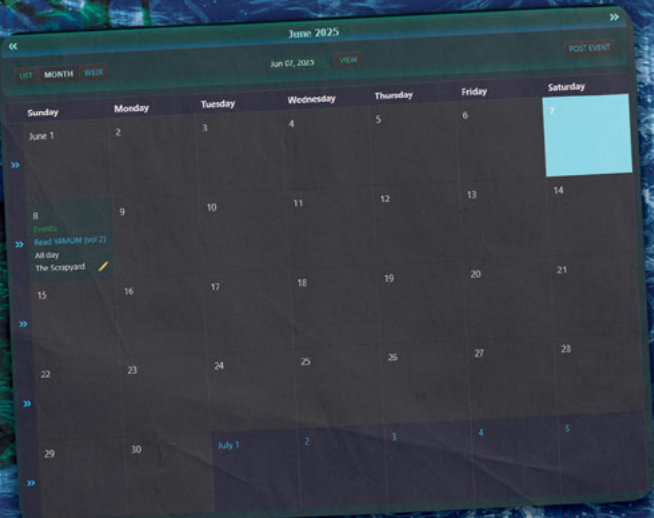 «
June 2025
»
LIST MONTH WEEK
Jun 07, 2025 VIEW
POST EVENT
Sunday Monday Tuesday Wednesday Thursday Friday Saturday
» June 1 2 3 4 5 6 7
» 8 9 10 11 12 13 14
Events:
Read YAMUM (vol 2)
All day
The Scrapyard
» 15 16 17 18 19 20 21
» 22 23 24 25 26 27 28
» 29 30 July 1 2 3 4 5